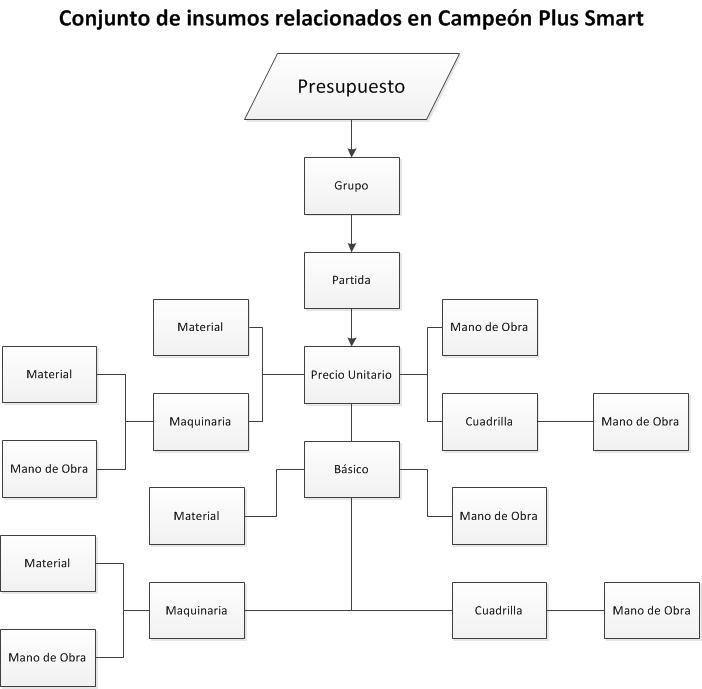 Conjunto de insumos relacionados en Campeón Plus Smart
Presupuesto
Grupo
Partida
Material
Mano de Obra
Material
Precio Unitario
Maquinaria
Cuadrilla
Mano de Obra
Mano de Obra
Básico
Material
Mano de Obra
Material
Maquinaria
Cuadrilla
Mano de Obra
Mano de Obra